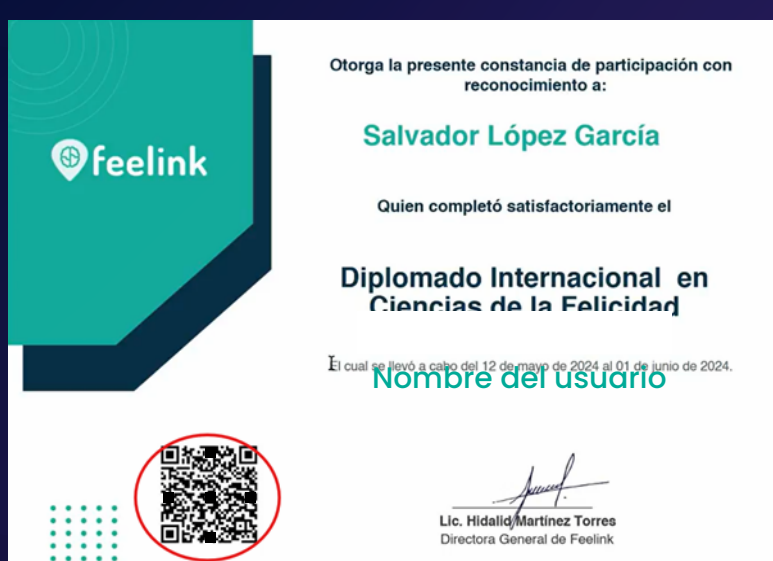 Otorga la presente constancia de participación con
reconocimiento a:
Salvador López García
feelink
Quien completó satisfactoriamente el
Diplomado Internacional en
Ciencias de la Felicidad
El cual se llevó a cabo del 12 de mayo de 2024 al 01 de junio de 2024.
Nombre del usuario
Lic. Hidalid Martínez Torres
Directora General de Feelink